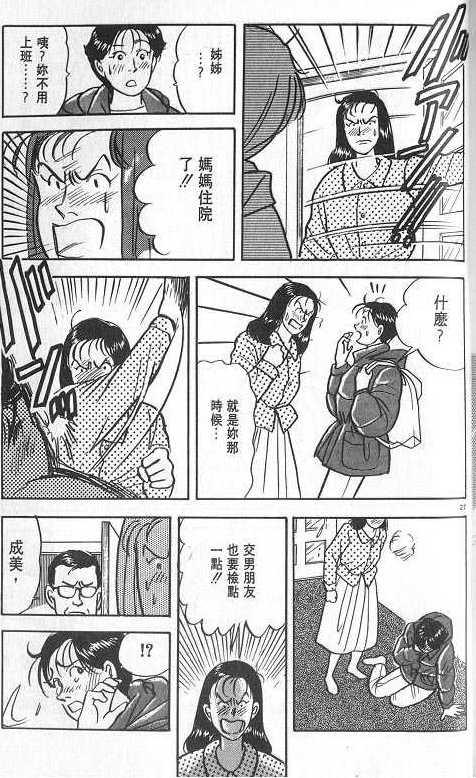 姊姊
…?
咦?妳不用
上班……?
媽媽住院
了!!
什麼?
就是妳那
時候…
27
交男朋友
也要檢點
一點!!
成美，
!?